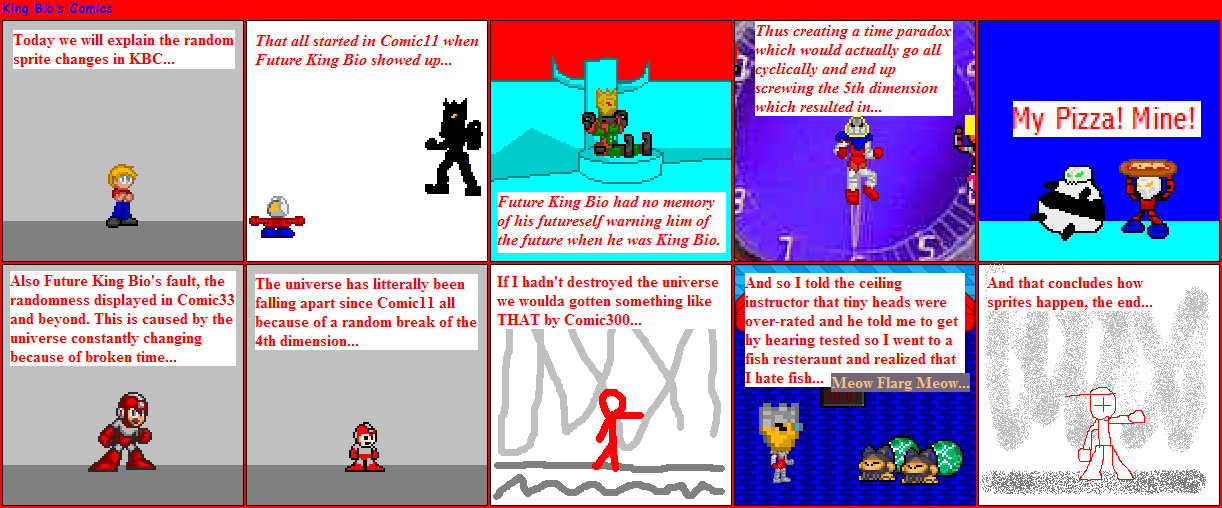 King Bio's Comics
Today we will explain the random
sprite changes in KBC...
That all started in Comic11 when
Future King Bio showed up...
Future King Bio had no memory
of his futureself warning him of
the future when he was King Bio.
Thus creating a time paradox
which would actually go all
cyclically and end up
screwing the 5th dimension
which resulted in...
7
5
My Pizza! Mine!
Also Future King Bio's fault, the
randomness displayed in Comic33
and beyond. This is caused by the
universe constantly changing
because of broken time...
The universe has litterally been
falling apart since Comic11 all
because of a random break of the
4th dimension...
If I hadn't destroyed the universe
we woulda gotten something like
THAT by Comic300...
And so I told the ceiling
instructor that tiny heads were
over-rated and he told me to get
hy hearing tested so I went to a
fish resteraunt and realized that
I hate fish...
Meow Flarg Meow...
And that concludes how
sprites happen, the end...